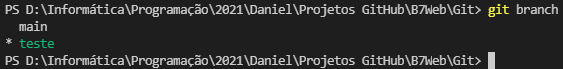 PS D:\Informática\Programação\2021\Daniel\Projetos GitHub\B7Web\Git> git branch
  main
* teste
PS D:\Informática\Programação\2021\Daniel\Projetos GitHub\B7Web\Git>